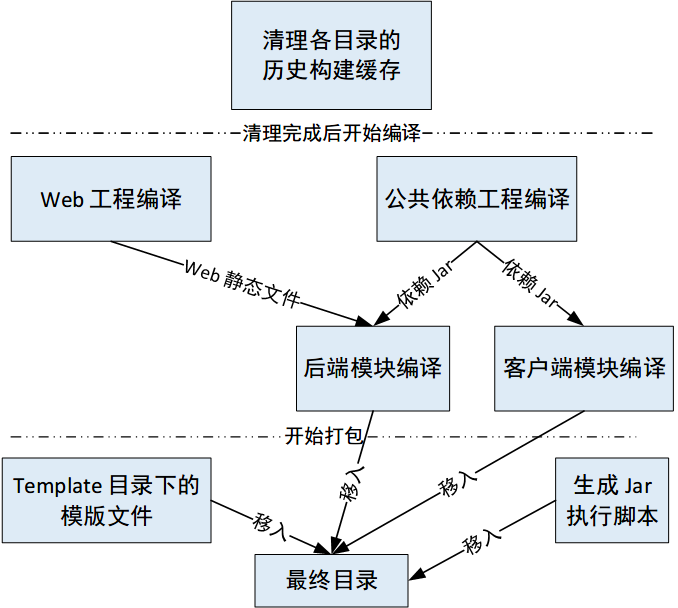 清理各目录的
历史构建缓存
清理完成后开始编译
Web 工程编译
公共依赖工程编译
Web 静态文件
依赖 Jar
依赖 Jar
后端模块编译
客户端模块编译
开始打包
Template 目录下的
模版文件
移入
移入
移入
移入
生成 Jar
执行脚本
最终目录